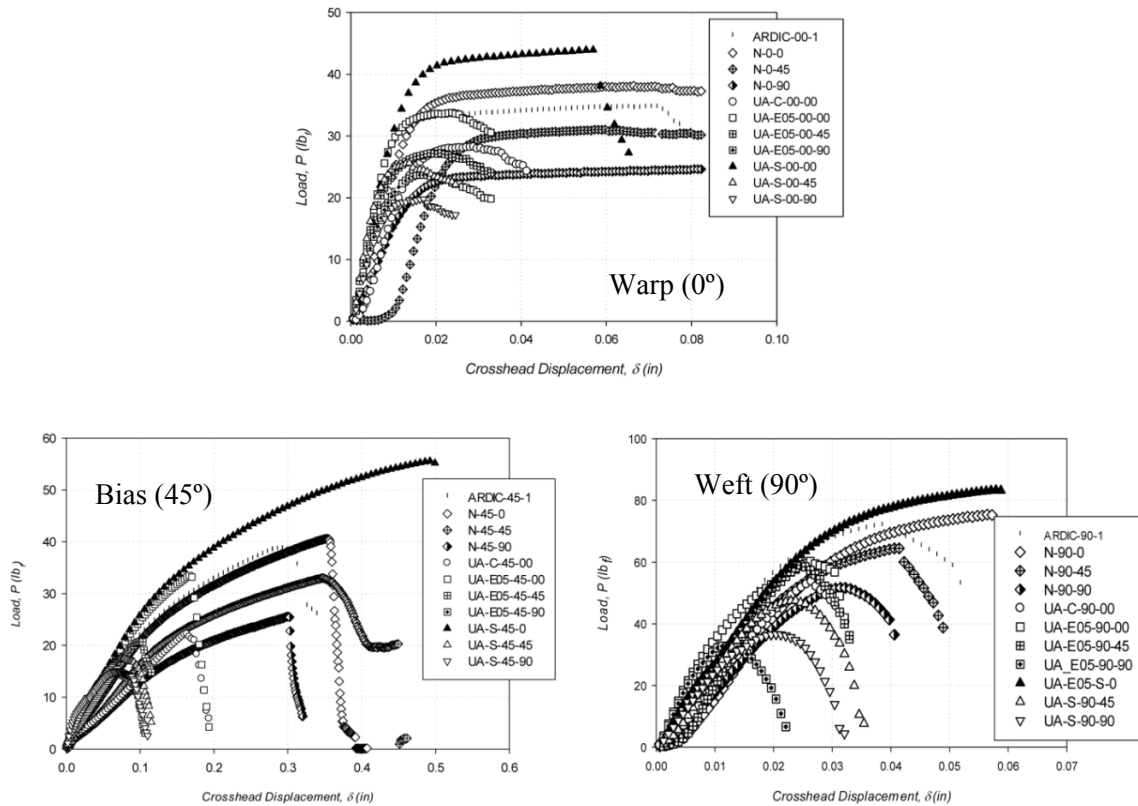 50
40
30
20
10
0
Load, P (lbf)
0.00 0.02 0.04 0.06 0.08 0.10
Crosshead Displacement, δ (in)
Warp (0º)
ARDIC-00-1
N-0-0
N-0-45
N-0-90
UA-C-00-00
UA-E05-00-00
UA-E05-00-45
UA-E05-00-90
UA-S-00-00
UA-S-00-45
UA-S-00-90
60
50
40
30
20
10
0
Load, P (lbf)
0.0 0.1 0.2 0.3 0.4 0.5 0.6
Crosshead Displacement, δ (in)
Bias (45º)
ARDIC-45-1
N-45-0
N-45-45
N-45-90
UA-C-45-00
UA-E05-45-00
UA-E05-45-45
UA-E05-45-90
UA-S-45-0
UA-S-45-45
UA-S-45-90
100
80
60
40
20
0
Load, P (lbf)
0.00 0.01 0.02 0.03 0.04 0.05 0.06 0.07
Crosshead Displacement, δ (in)
Weft (90º)
ARDIC-90-1
N-90-0
N-90-45
N-90-90
UA-C-90-00
UA-E05-90-00
UA-E05-90-45
UA_E05-90-90
UA-E05-S-0
UA-S-90-45
UA-S-90-90